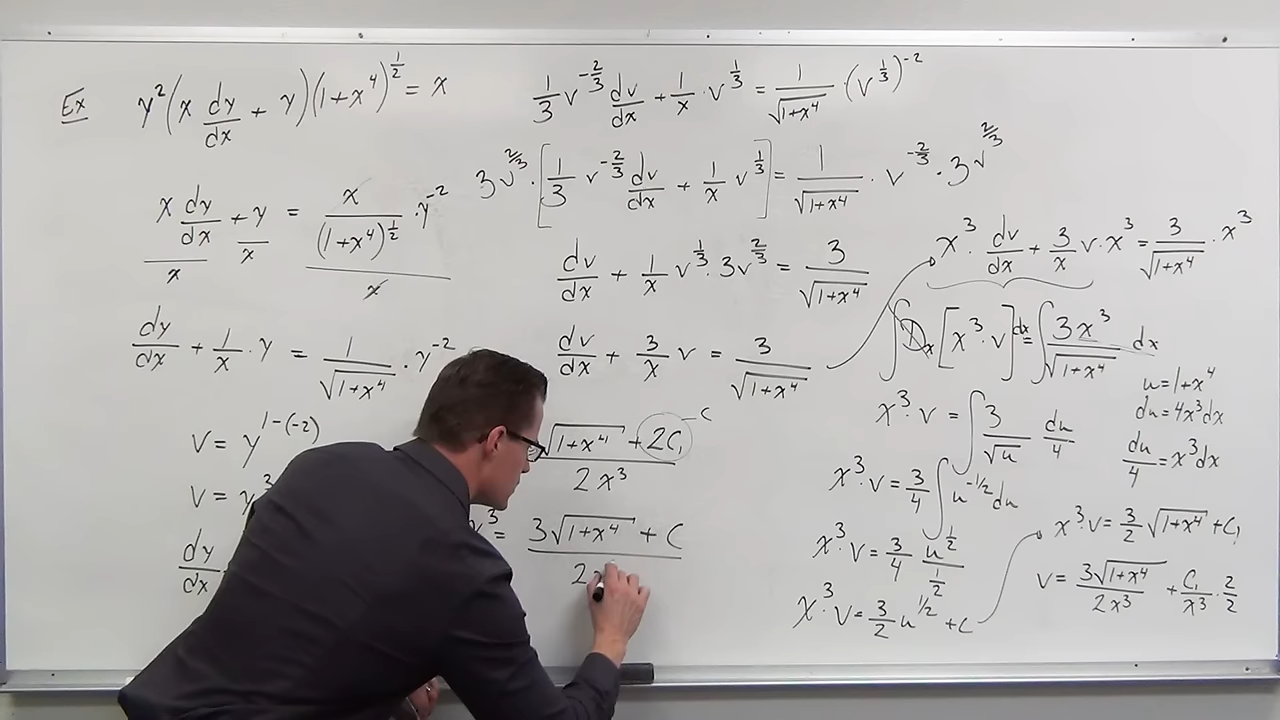 Ex y²(x dy/dx + y)(1+x⁴)^(1/2) = x
x dy/dx / x + y / x = x/(1+x⁴)^(1/2) · y⁻² / x
dy/dx + 1/x · y = 1/√(1+x⁴) · y⁻²
v = y^(1-(-2))
v = y³
dy/dx
1/3 v^(-2/3) dv/dx + 1/x · v^(1/3) = 1/√(1+x⁴) · (v^(1/3))⁻²
3v^(2/3) · [1/3 v^(-2/3) dv/dx + 1/x v^(1/3)] = 1/√(1+x⁴) · v^(-2/3) · 3v^(2/3)
dv/dx + 1/x v^(1/3) · 3v^(2/3) = 3/√(1+x⁴)
dv/dx + 3/x v = 3/√(1+x⁴)
√(1+x⁴) + 2C₁ / 2x³ C
y³ = 3√(1+x⁴) + C / 2x
x³ · dv/dx + 3/x v · x³ = 3/√(1+x⁴) · x³
∫ Dₓ[x³ · v] dx = ∫ 3x³/√(1+x⁴) dx
u = 1+x⁴
du = 4x³dx
du/4 = x³dx
x³ · v = ∫ 3/√u du/4
x³ · v = 3/4 ∫ u^(-1/2) du
x³ · v = 3/4 u^(1/2) / 1/2
x³ · v = 3/2 u^(1/2) + C
x³ · v = 3/2 √(1+x⁴) + C₁
v = 3√(1+x⁴)/2x³ + C₁/x³ · 2/2